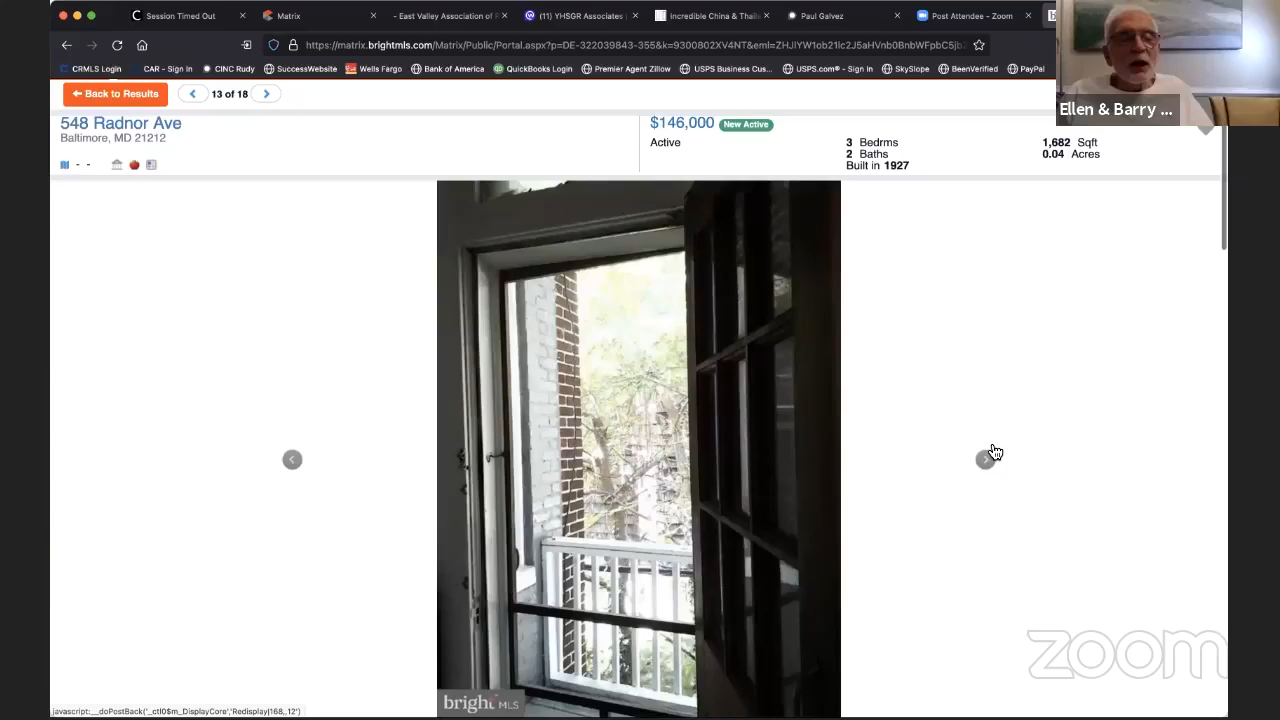 Session Timed Out
Matrix
- East Valley Association of R
(11) YHSGR Associates |
Incredible China & Thaila
Paul Galvez
Post Attendee - Zoom
https://matrix.brightmls.com/Matrix/Public/Portal.aspx?p=DE-322039843-355&k=9300802XV4NT&eml=
CRMLS Login
CAR - Sign In
CINC Rudy
SuccessWebsite
Wells Fargo
Bank of America
QuickBooks Login
Premier Agent Zillow
USPS Business Cus...
USPS.com® - Sign In
SkySlope
BeenVerified
PayPal
Ellen & Barry ...
Back to Results
13 of 18
548 Radnor Ave
Baltimore, MD 21212
- -
$146,000 New Active
Active
3 Bedrms
2 Baths
Built in 1927
1,682 Sqft
0.04 Acres
bright MLS
zoom
javascript:__doPostBack('_ctl0$m_DisplayCore','Redisplay|168,,12')